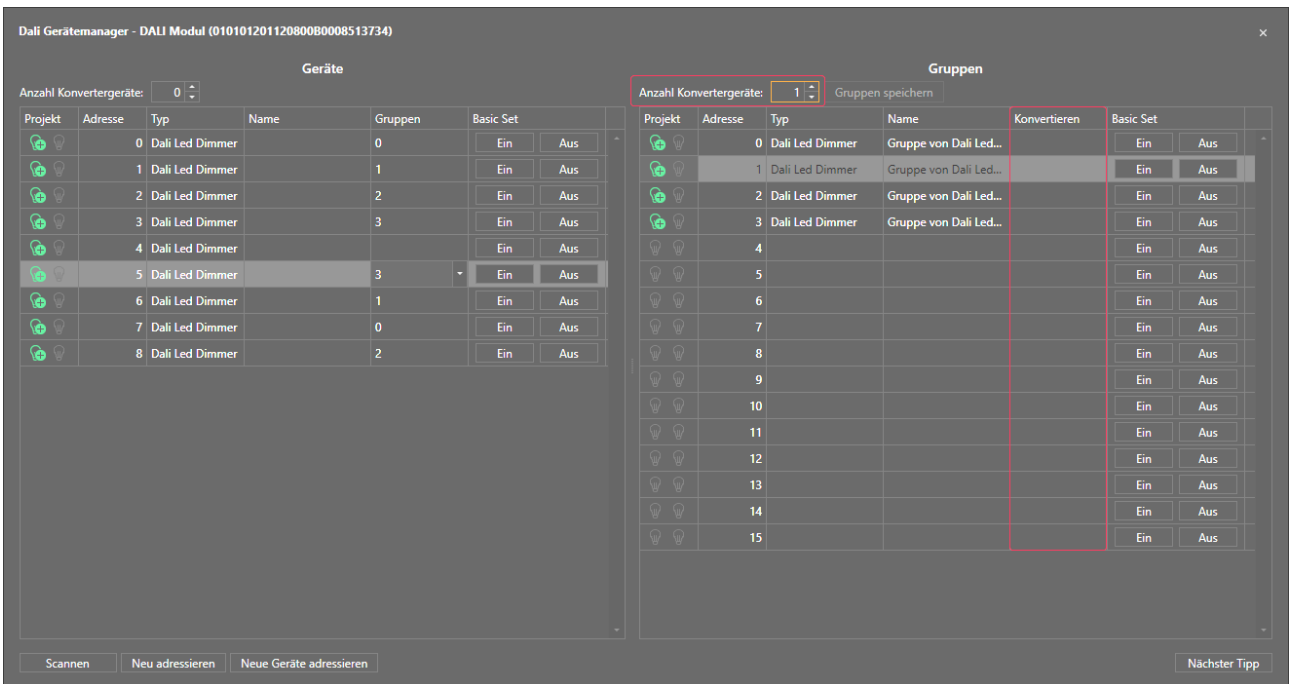 Dali Gerätemanager - DALI Modul (010101201120800B0008513734)
Geräte
Anzahl Konvertergeräte: 0
Projekt Adresse Typ Name Gruppen Basic Set
0 Dali Led Dimmer 0 Ein Aus
1 Dali Led Dimmer 1 Ein Aus
2 Dali Led Dimmer 2 Ein Aus
3 Dali Led Dimmer 3 Ein Aus
4 Dali Led Dimmer Ein Aus
5 Dali Led Dimmer 3 Ein Aus
6 Dali Led Dimmer 1 Ein Aus
7 Dali Led Dimmer 0 Ein Aus
8 Dali Led Dimmer 2 Ein Aus
Scannen Neu adressieren Neue Geräte adressieren
Gruppen
Anzahl Konvertergeräte: 1 Gruppen speichern
Projekt Adresse Typ Name Konvertieren Basic Set
0 Dali Led Dimmer Gruppe von Dali Led... Ein Aus
1 Dali Led Dimmer Gruppe von Dali Led... Ein Aus
2 Dali Led Dimmer Gruppe von Dali Led... Ein Aus
3 Dali Led Dimmer Gruppe von Dali Led... Ein Aus
4 Ein Aus
5 Ein Aus
6 Ein Aus
7 Ein Aus
8 Ein Aus
9 Ein Aus
10 Ein Aus
11 Ein Aus
12 Ein Aus
13 Ein Aus
14 Ein Aus
15 Ein Aus
Nächster Tipp